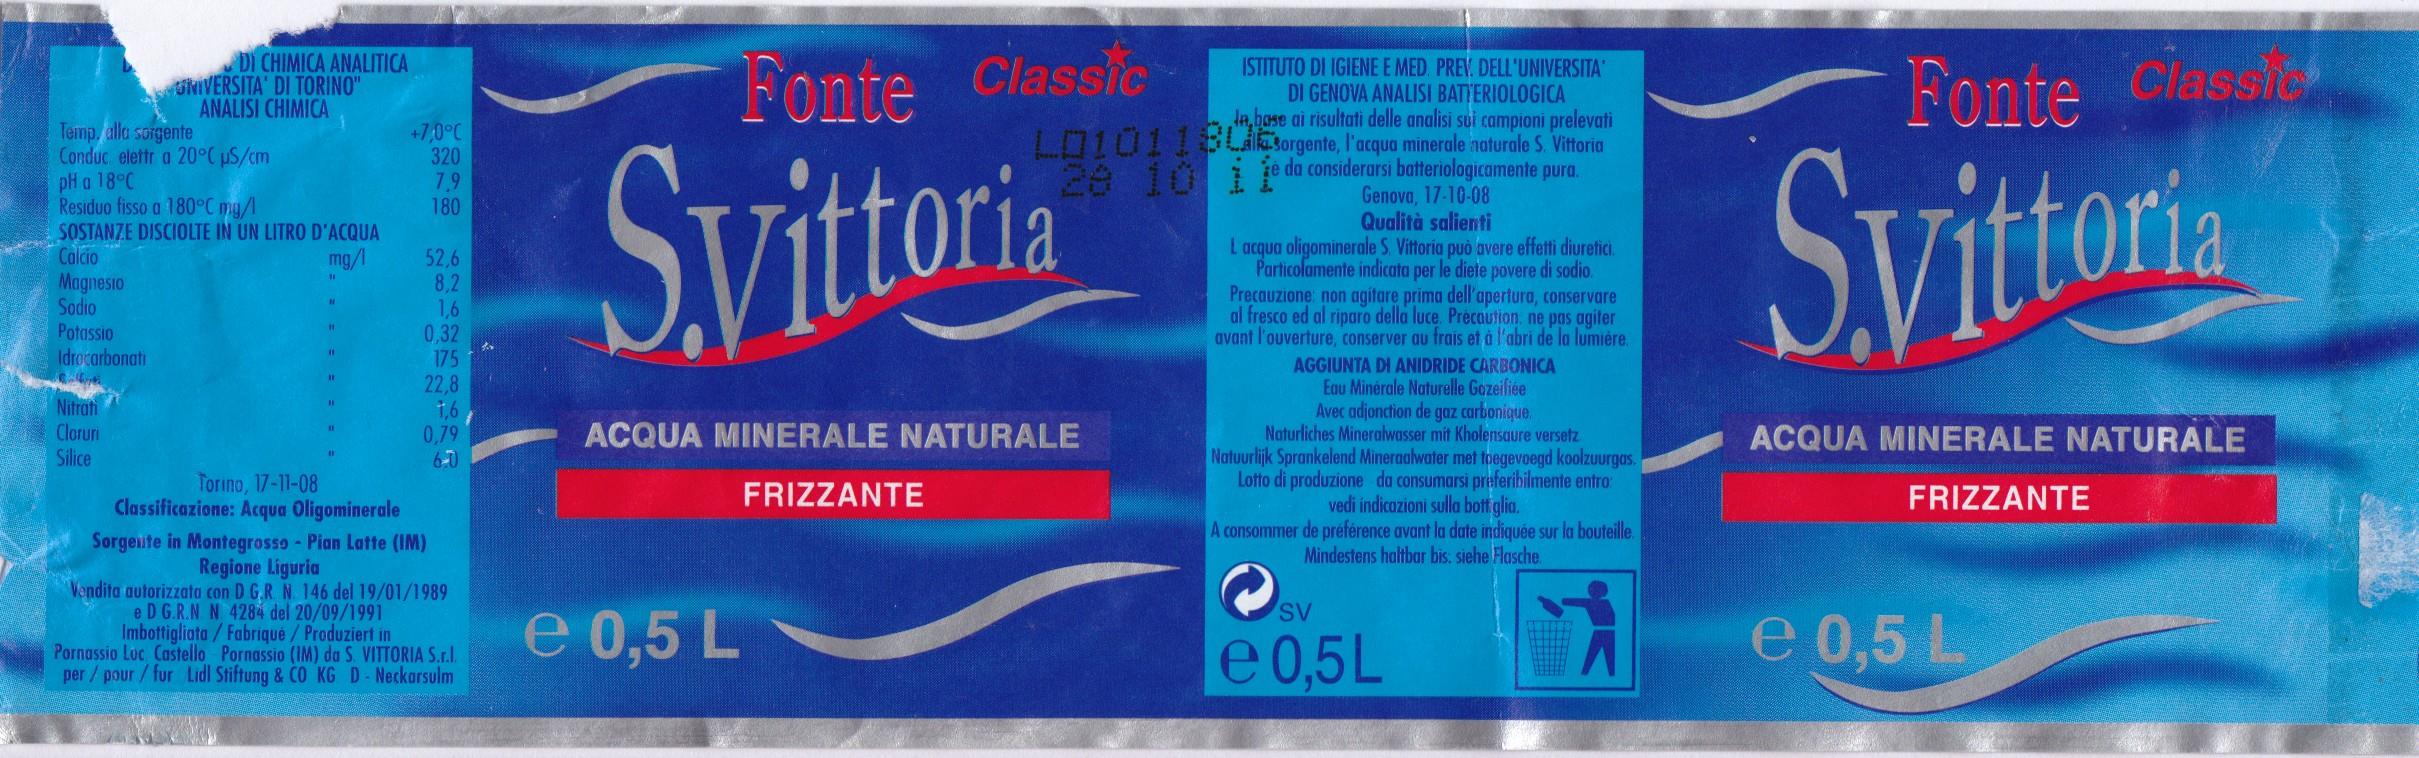 DI CHIMICA ANALITICA
UNIVERSITA' DI TORINO"
ANALISI CHIMICA
Temp. alla sorgente +7,0°C
Conduc. elettr a 20°C µS/cm 320
pH a 18°C 7,9
Residuo fisso a 180°C mg/l 180
SOSTANZE DISCIOLTE IN UN LITRO D'ACQUA
Calcio mg/l 52,6
Magnesio " 8,2
Sodio " 1,6
Potassio " 0,32
Idrocarbonati " 175
Solfati " 22,8
Nitrati " 1,6
Cloruri " 0,79
Silice " 6,0
Torino, 17-11-08
Classificazione: Acqua Oligominerale
Sorgente in Montegrosso - Pian Latte (IM)
Regione Liguria
Vendita autorizzata con D G.R N. 146 del 19/01/1989
e D G.R.N N. 4284 del 20/09/1991
Imbottigliata / Fabriqué / Produziert in
Pornassio Loc. Castello - Pornassio (IM) da S. VITTORIA S.r.l.
per / pour / fur Lidl Stiftung & CO KG D - Neckarsulm
Fonte Classic
S.Vittoria
ACQUA MINERALE NATURALE
FRIZZANTE
e 0,5 L
L01011806
28 10 11
ISTITUTO DI IGIENE E MED. PREV. DELL'UNIVERSITA'
DI GENOVA ANALISI BATTERIOLOGICA
In base ai risultati delle analisi sui campioni prelevati
alla sorgente, l'acqua minerale naturale S. Vittoria
è da considerarsi batteriologicamente pura.
Genova, 17-10-08
Qualità salienti
L'acqua oligominerale S. Vittoria può avere effetti diuretici.
Particolamente indicata per le diete povere di sodio.
Precauzione: non agitare prima dell'apertura, conservare
al fresco ed al riparo della luce. Précaution: ne pas agiter
avant l'ouverture, conserver au frais et à l'abri de la lumière.
AGGIUNTA DI ANIDRIDE CARBONICA
Eau Minérale Naturelle Gazeifiée
Avec adjonction de gaz carbonique.
Naturliches Mineralwasser mit Kholensaure versetz
Natuurlijk Sprankelend Mineraalwater met toegevoegd koolzuurgas.
Lotto di produzione - da consumarsi preferibilmente entro:
vedi indicazioni sulla bottiglia.
A consommer de préférence avant la date indiquée sur la bouteille.
Mindestens haltbar bis: siehe Flasche.
SV
e 0,5L
Fonte Classic
S.Vittoria
ACQUA MINERALE NATURALE
FRIZZANTE
e 0,5 L